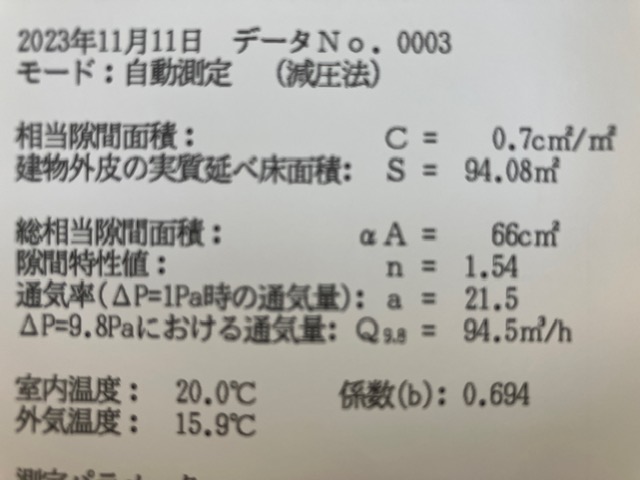 2023年11月11日 データNo. 0003
モード：自動測定 （減圧法）
相当隙間面積： C = 0.7c㎡/㎡
建物外皮の実質延べ床面積： S = 94.08㎡
総相当隙間面積： αA = 66c㎡
隙間特性値： n = 1.54
通気率(ΔP=1Pa時の通気量)： a = 21.5
ΔP=9.8Paにおける通気量： Q9.8 = 94.5㎥/h
室内温度： 20.0℃ 係数(b)： 0.694
外気温度： 15.9℃